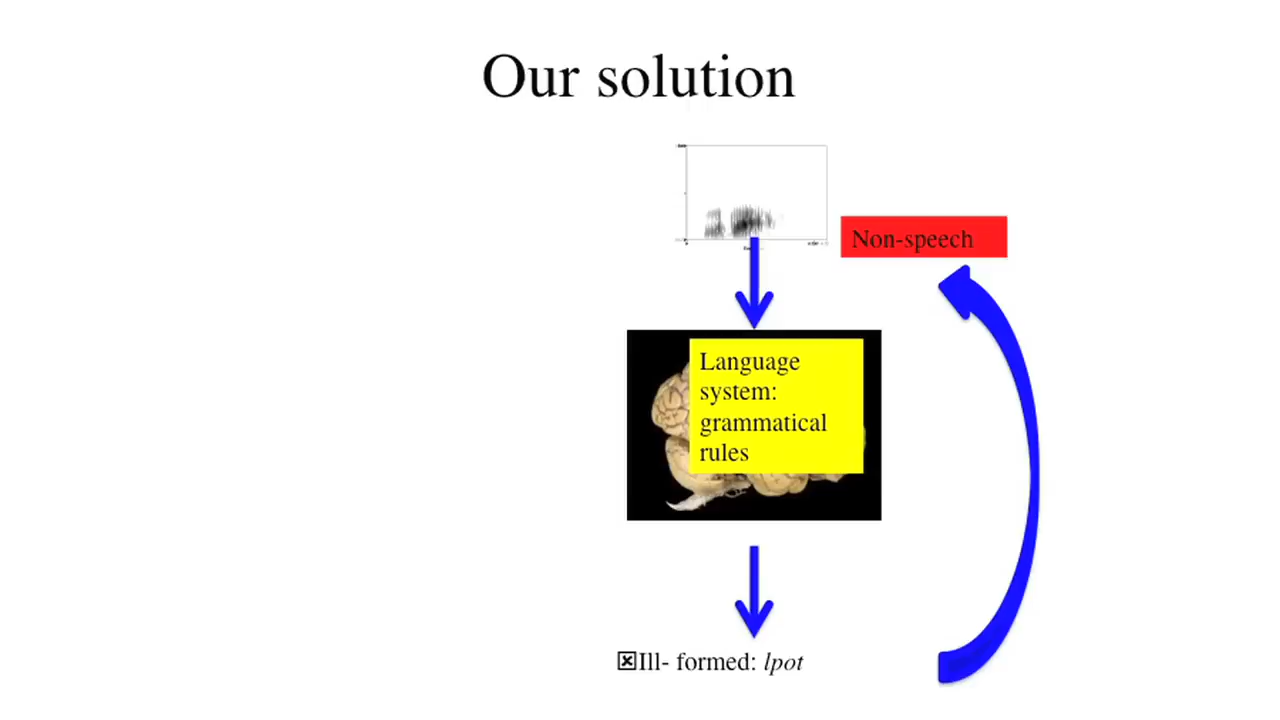 Our solution
Non-speech
Language
system:
grammatical
rules
☒Ill- formed: lpot